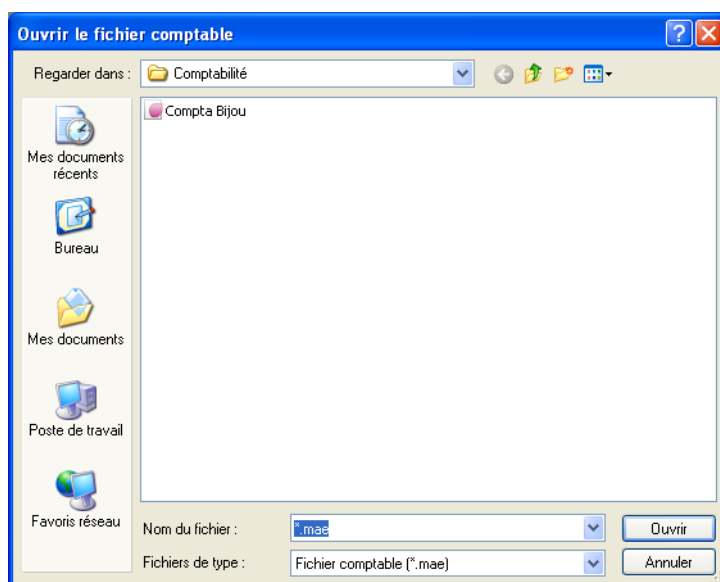 Ouvrir le fichier comptable
Regarder dans :
Comptabilité
Compta Bijou
Mes documents
récents
Bureau
Mes documents
Poste de travail
Favoris réseau
Nom du fichier :
*.mae
Ouvrir
Fichiers de type :
Fichier comptable (*.mae)
Annuler